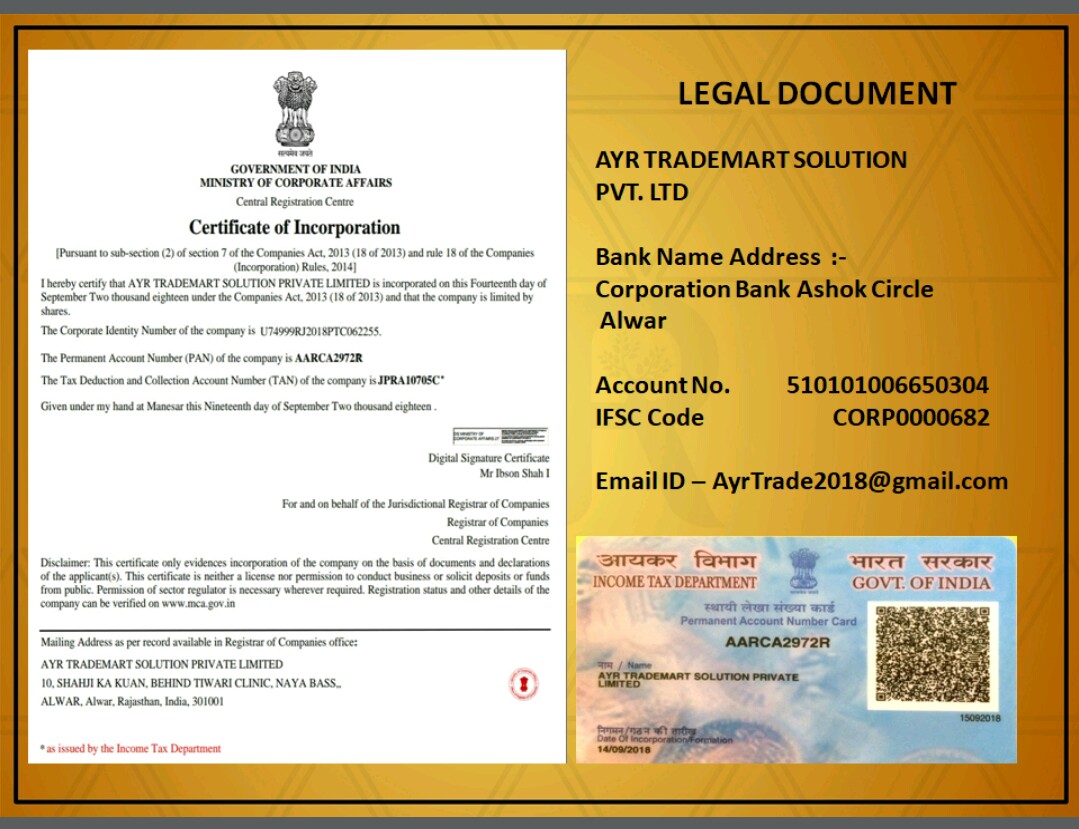 सत्यमेव जयते
GOVERNMENT OF INDIA
MINISTRY OF CORPORATE AFFAIRS
Central Registration Centre
Certificate of Incorporation
[Pursuant to sub-section (2) of section 7 of the Companies Act, 2013 (18 of 2013) and rule 18 of the Companies
(Incorporation) Rules, 2014]
I hereby certify that AYR TRADEMART SOLUTION PRIVATE LIMITED is incorporated on this Fourteenth day of
September Two thousand eighteen under the Companies Act, 2013 (18 of 2013) and that the company is limited by
shares.
The Corporate Identity Number of the company is U74999RJ2018PTC062255.
The Permanent Account Number (PAN) of the company is AARCA2972R
The Tax Deduction and Collection Account Number (TAN) of the company is JPRA10705C*
Given under my hand at Manesar this Nineteenth day of September Two thousand eighteen .
Digital Signature Certificate
Mr Ibson Shah I
For and on behalf of the Jurisdictional Registrar of Companies
Registrar of Companies
Central Registration Centre
Disclaimer: This certificate only evidences incorporation of the company on the basis of documents and declarations
of the applicant(s). This certificate is neither a license nor permission to conduct business or solicit deposits or funds
from public. Permission of sector regulator is necessary wherever required. Registration status and other details of the
company can be verified on www.mca.gov.in
Mailing Address as per record available in Registrar of Companies office:
AYR TRADEMART SOLUTION PRIVATE LIMITED
10, SHAHJI KA KUAN, BEHIND TIWARI CLINIC, NAYA BASS,,
ALWAR, Alwar, Rajasthan, India, 301001
* as issued by the Income Tax Department
LEGAL DOCUMENT
AYR TRADEMART SOLUTION
PVT. LTD
Bank Name Address :-
Corporation Bank Ashok Circle
Alwar
Account No. 510101006650304
IFSC Code CORP0000682
Email ID – AyrTrade2018@gmail.com
आयकर विभाग
INCOME TAX DEPARTMENT
भारत सरकार
GOVT. OF INDIA
स्थायी लेखा संख्या कार्ड
Permanent Account Number Card
AARCA2972R
नाम / Name
AYR TRADEMART SOLUTION PRIVATE
LIMITED
15092018
निगमन/गठन की तारीख
Date Of Incorporation/Formation
14/09/2018